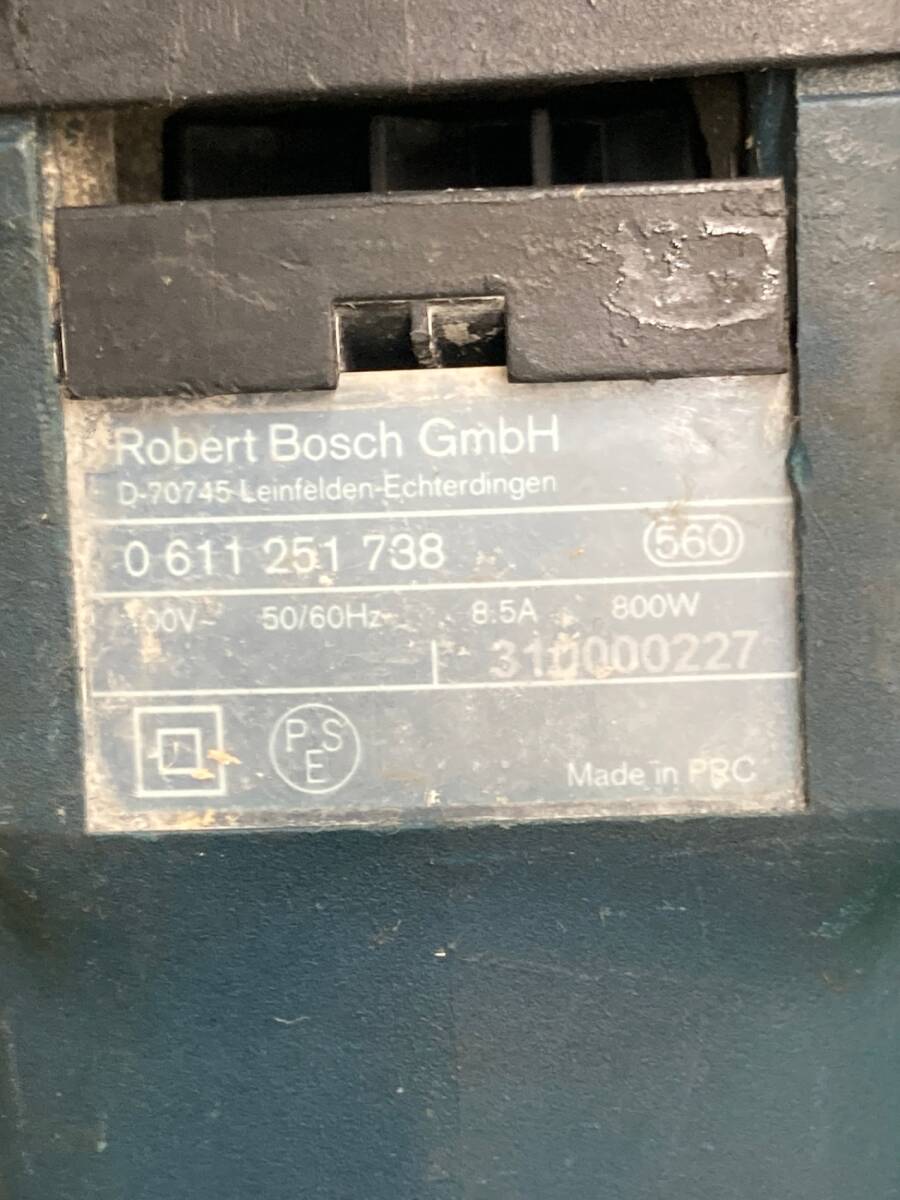 Robert Bosch GmbH
D-70745 Leinfelden-Echterdingen
0 611 251 738 560
100V~ 50/60Hz 8.5A 800W
310000227
PSE
Made in PRC